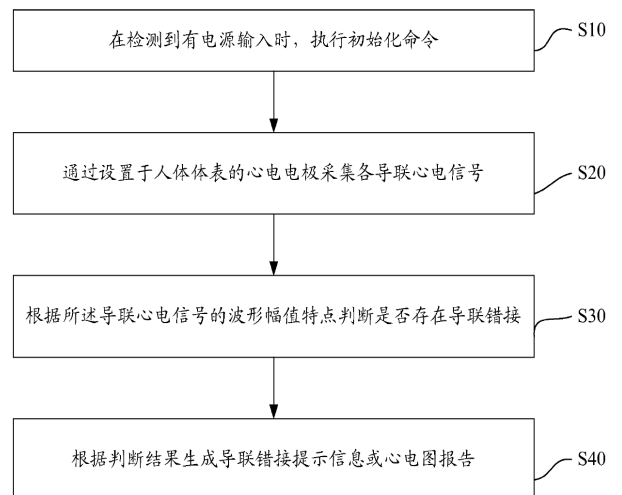 在检测到有电源输入时，执行初始化命令
S10
通过设置于人体体表的心电电极采集各导联心电信号
S20
根据所述导联心电信号的波形幅值特点判断是否存在导联错接
S30
根据判断结果生成导联错接提示信息或心电图报告
S40